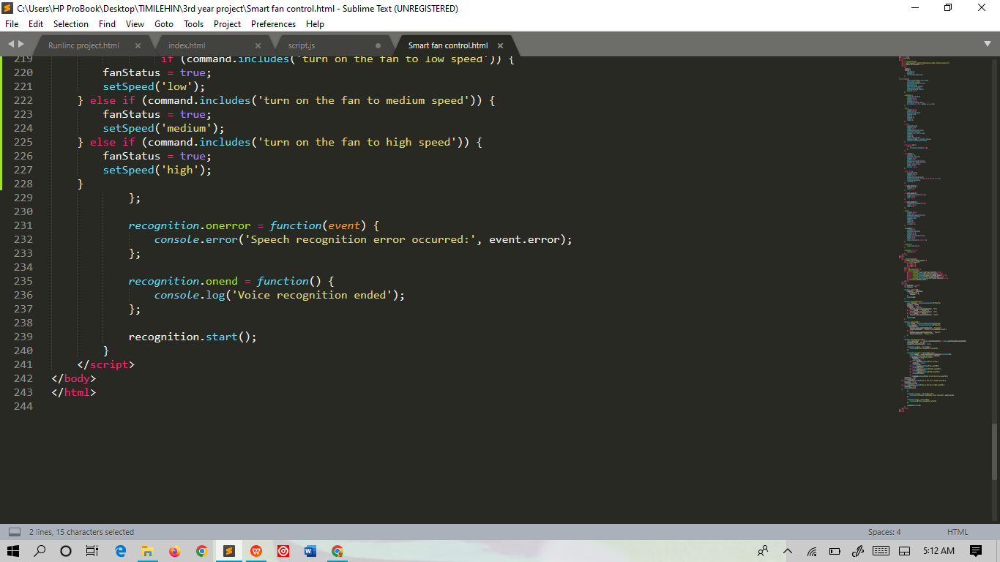 C:\Users\HP ProBook\Desktop\TIMILEHIN\3rd year project\Smart fan control.html - Sublime Text (UNREGISTERED)
File Edit Selection Find View Goto Tools Project Preferences Help
Runlinc project.html index.html script.js Smart fan control.html
219 if (command.includes('turn on the fan to low speed')) {
220 fanStatus = true;
221 setSpeed('low');
222 } else if (command.includes('turn on the fan to medium speed')) {
223 fanStatus = true;
224 setSpeed('medium');
225 } else if (command.includes('turn on the fan to high speed')) {
226 fanStatus = true;
227 setSpeed('high');
228 }
229 };
230
231 recognition.onerror = function(event) {
232 console.error('Speech recognition error occurred:', event.error);
233 };
234
235 recognition.onend = function() {
236 console.log('Voice recognition ended');
237 };
238
239 recognition.start();
240 }
241 </script>
242 </body>
243 </html>
244
2 lines, 15 characters selected Spaces: 4 HTML
5:12 AM